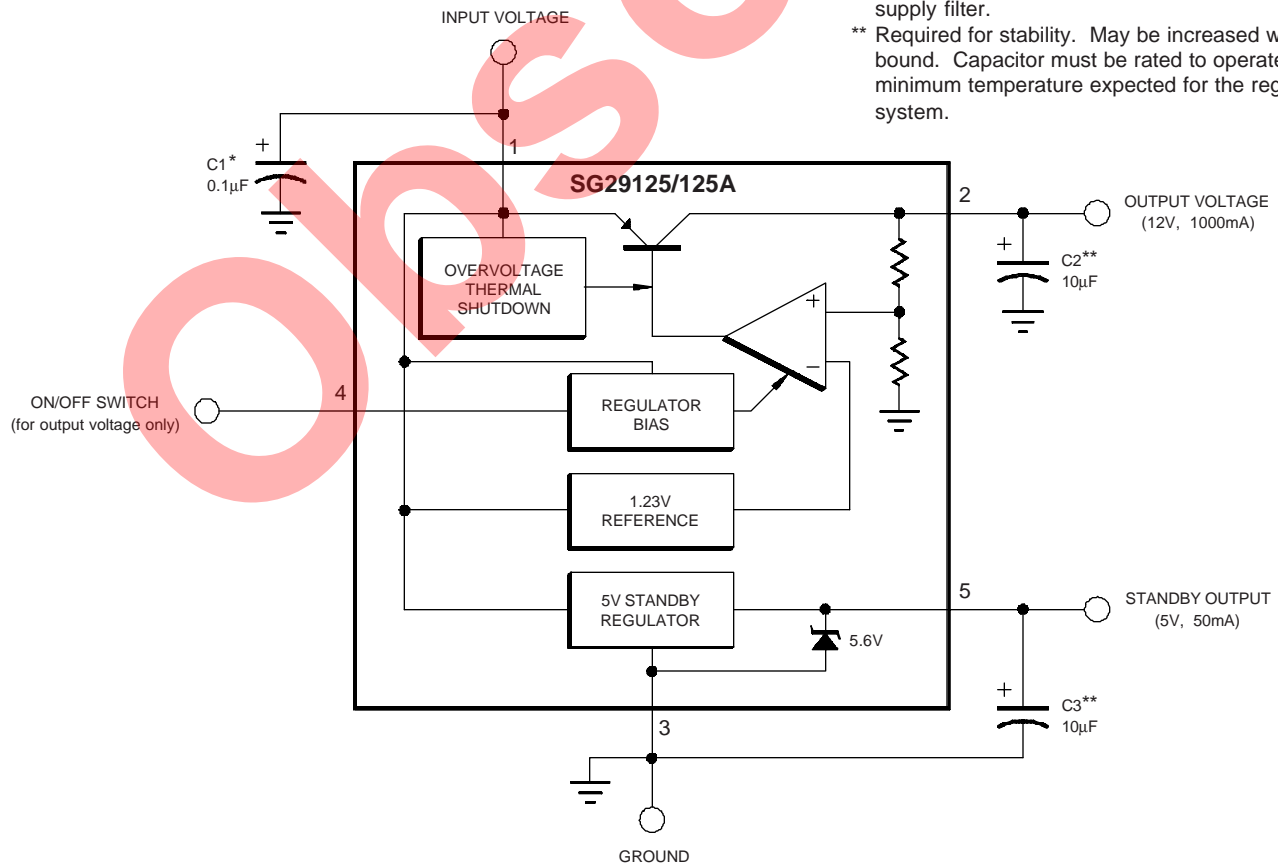 supply filter.
** Required for stability. May be increased w
bound. Capacitor must be rated to operate
minimum temperature expected for the reg
system.
INPUT VOLTAGE
+
C1*
0.1µF
1
SG29125/125A
2
OUTPUT VOLTAGE
(12V, 1000mA)
+
C2**
10µF
OVERVOLTAGE
THERMAL
SHUTDOWN
+
−
ON/OFF SWITCH
(for output voltage only)
4
REGULATOR
BIAS
1.23V
REFERENCE
5V STANDBY
REGULATOR
5.6V
5
STANDBY OUTPUT
(5V, 50mA)
+
C3**
10µF
3
GROUND
Obso